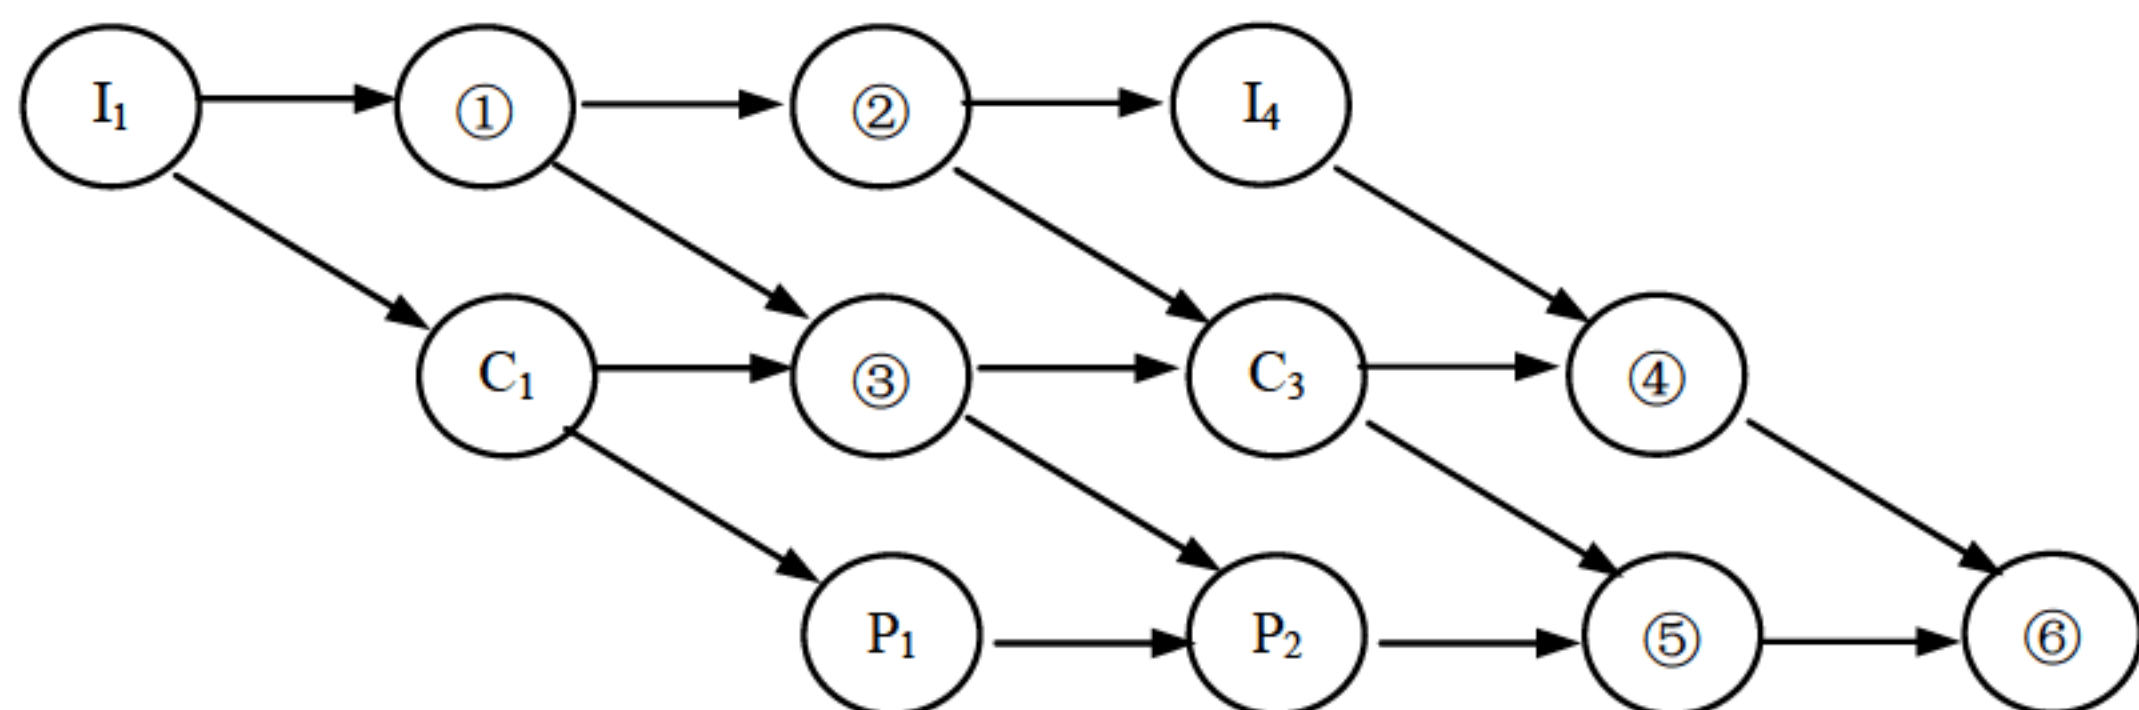 I₁ ① ② I₄
C₁ ③ C₃ ④
P₁ P₂ ⑤ ⑥